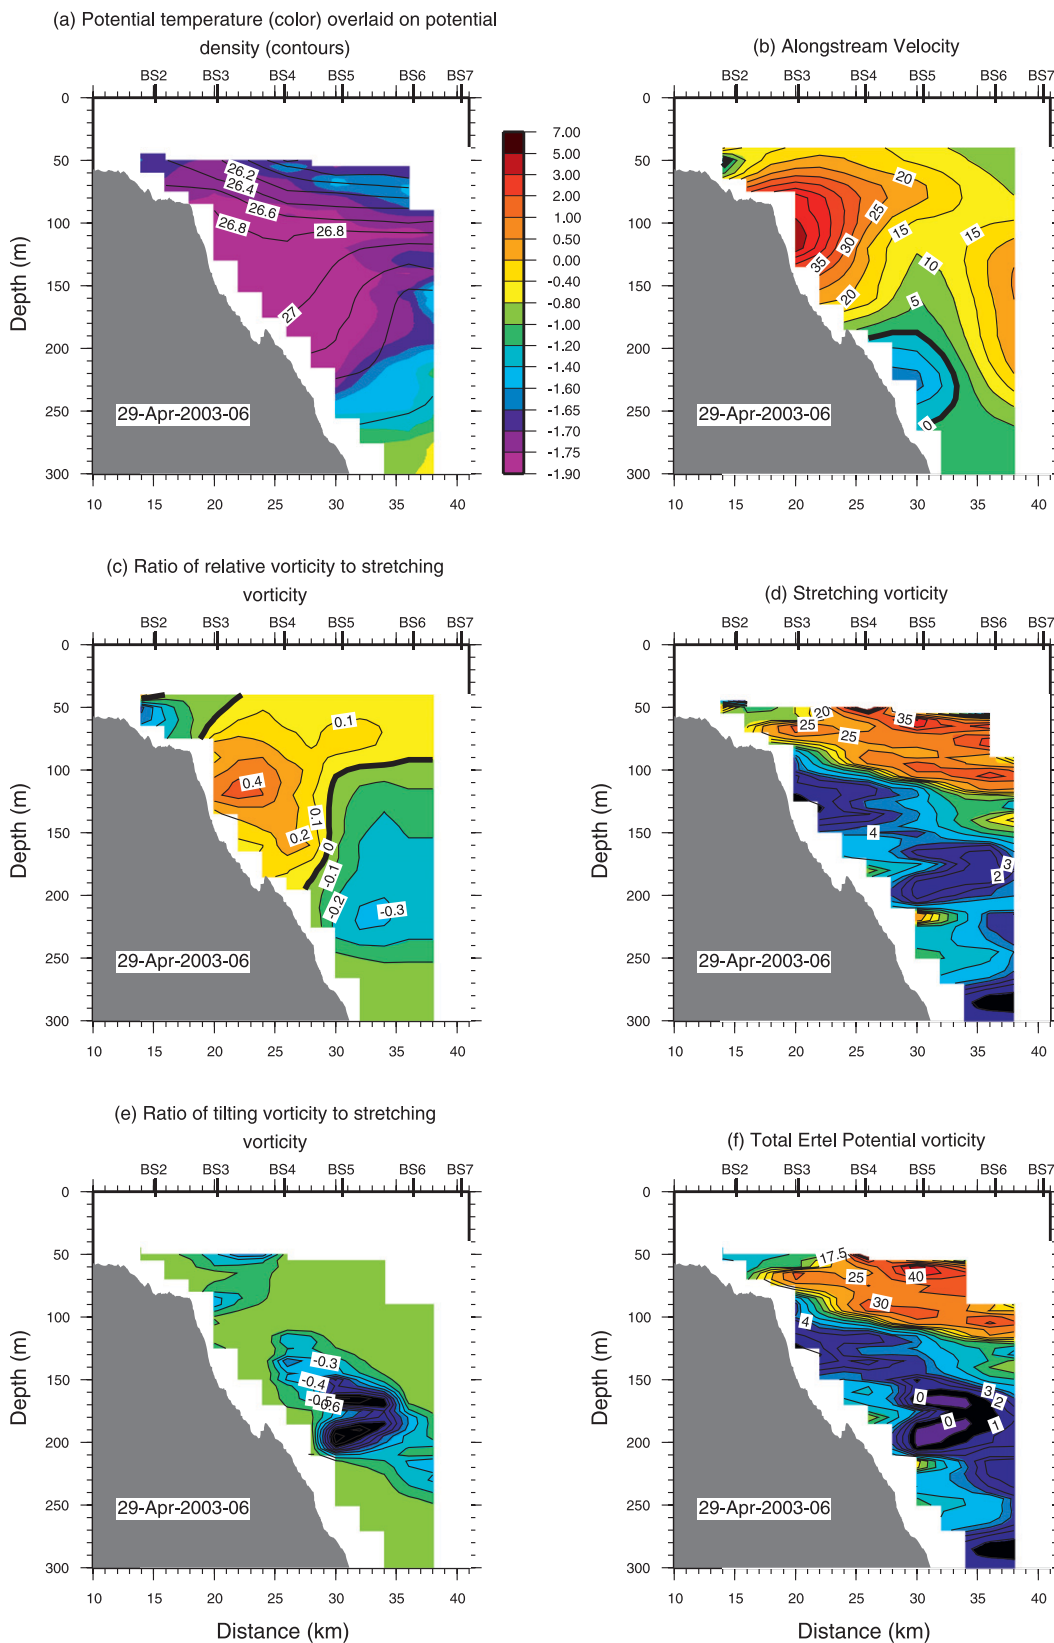 (a) Potential temperature (color) overlaid on potential
density (contours)
BS2 BS3 BS4 BS5 BS6 BS7
0
50
100
150
200
250
300
Depth (m)
26.2
26.4
26.6
26.8
26.8
27
29-Apr-2003-06
10 15 20 25 30 35 40
7.00
5.00
3.00
2.00
1.00
0.50
0.00
-0.40
-0.80
-1.00
-1.20
-1.40
-1.60
-1.65
-1.70
-1.75
-1.90
(b) Alongstream Velocity
BS2 BS3 BS4 BS5 BS6 BS7
0
50
100
150
200
250
300
Depth (m)
20
25
30
35
20
15
15
10
5
0
29-Apr-2003-06
10 15 20 25 30 35 40
(c) Ratio of relative vorticity to stretching
vorticity
BS2 BS3 BS4 BS5 BS6 BS7
0
50
100
150
200
250
300
Depth (m)
0.1
0.4
0.1
0.2
0
-0.1
-0.2
-0.3
29-Apr-2003-06
10 15 20 25 30 35 40
(d) Stretching vorticity
BS2 BS3 BS4 BS5 BS6 BS7
0
50
100
150
200
250
300
Depth (m)
20
35
25
25
4
3
2
29-Apr-2003-06
10 15 20 25 30 35 40
(e) Ratio of tilting vorticity to stretching
vorticity
BS2 BS3 BS4 BS5 BS6 BS7
0
50
100
150
200
250
300
Depth (m)
-0.3
-0.4
29-Apr-2003-06
10 15 20 25 30 35 40
Distance (km)
(f) Total Ertel Potential vorticity
BS2 BS3 BS4 BS5 BS6 BS7
0
50
100
150
200
250
300
Depth (m)
17.5
25
40
30
4
0
3
2
0
1
29-Apr-2003-06
10 15 20 25 30 35 40
Distance (km)